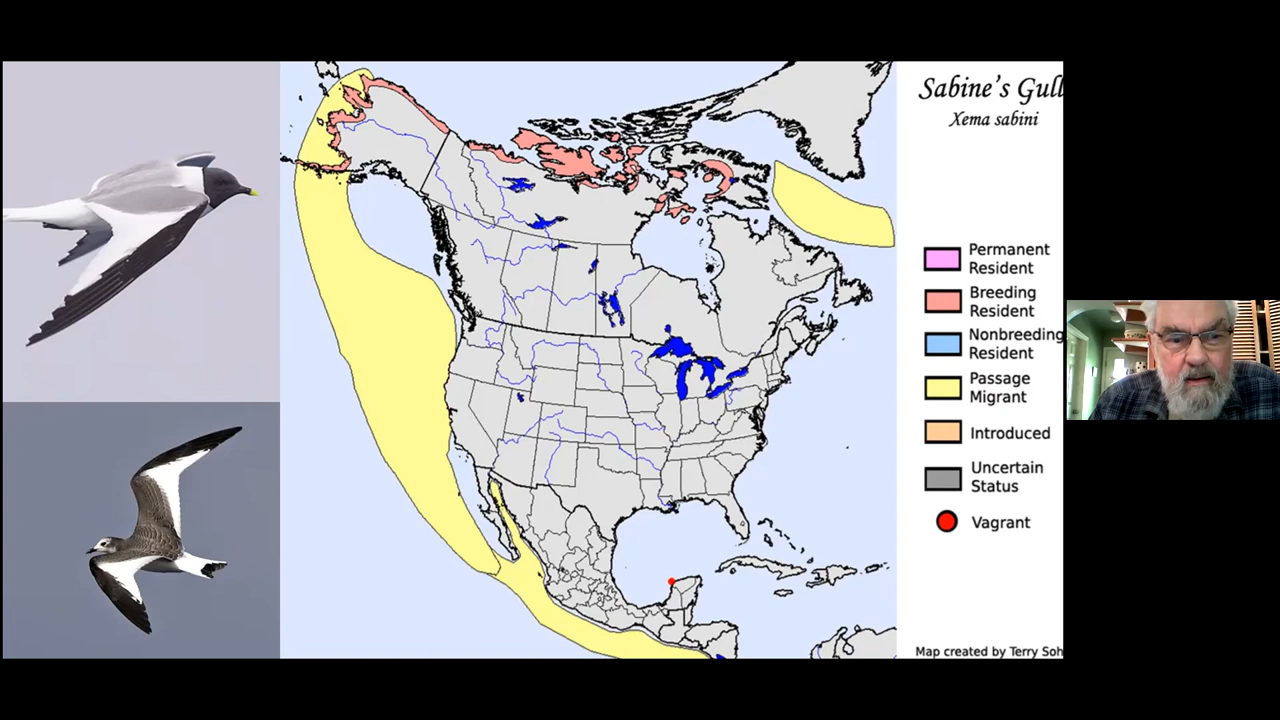 Sabine's Gull
Xema sabini
Permanent
Resident
Breeding
Resident
Nonbreeding
Resident
Passage
Migrant
Introduced
Uncertain
Status
Vagrant
Map created by Terry Soh